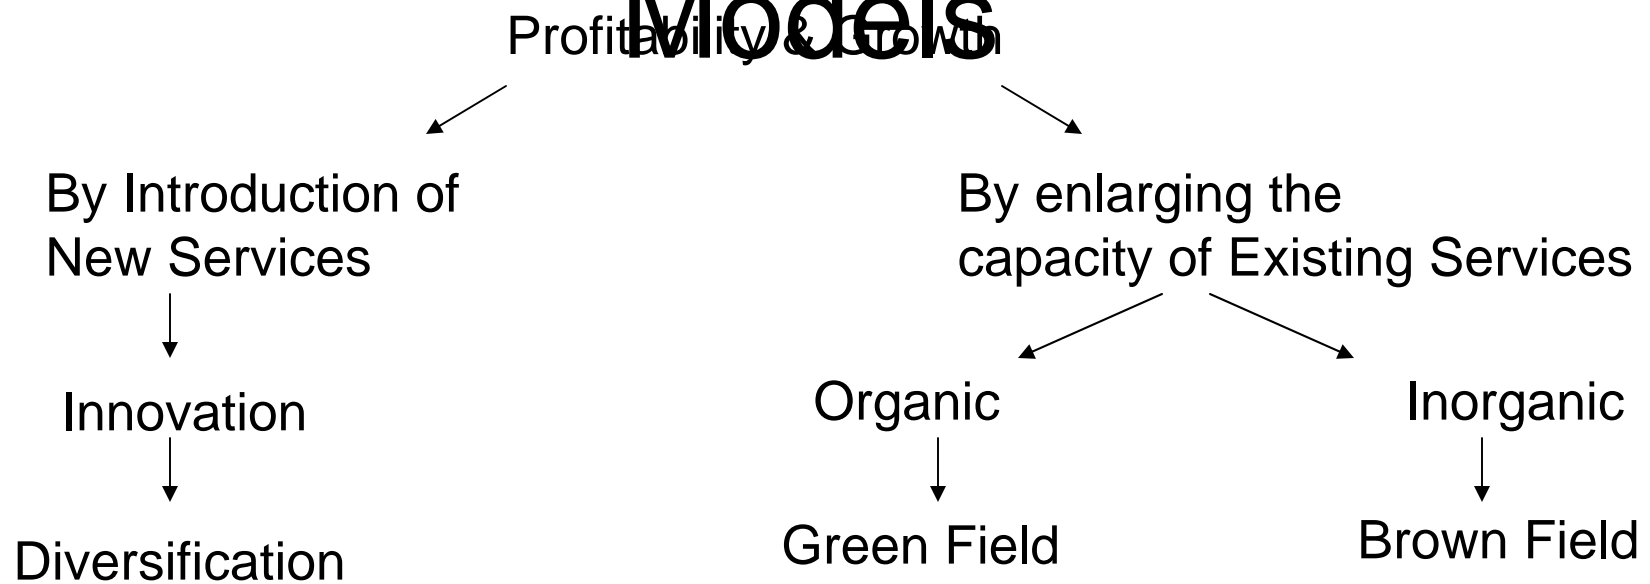 Models
Profitability & Growth
By Introduction of
New Services
By enlarging the
capacity of Existing Services
Innovation
Organic
Inorganic
Diversification
Green Field
Brown Field